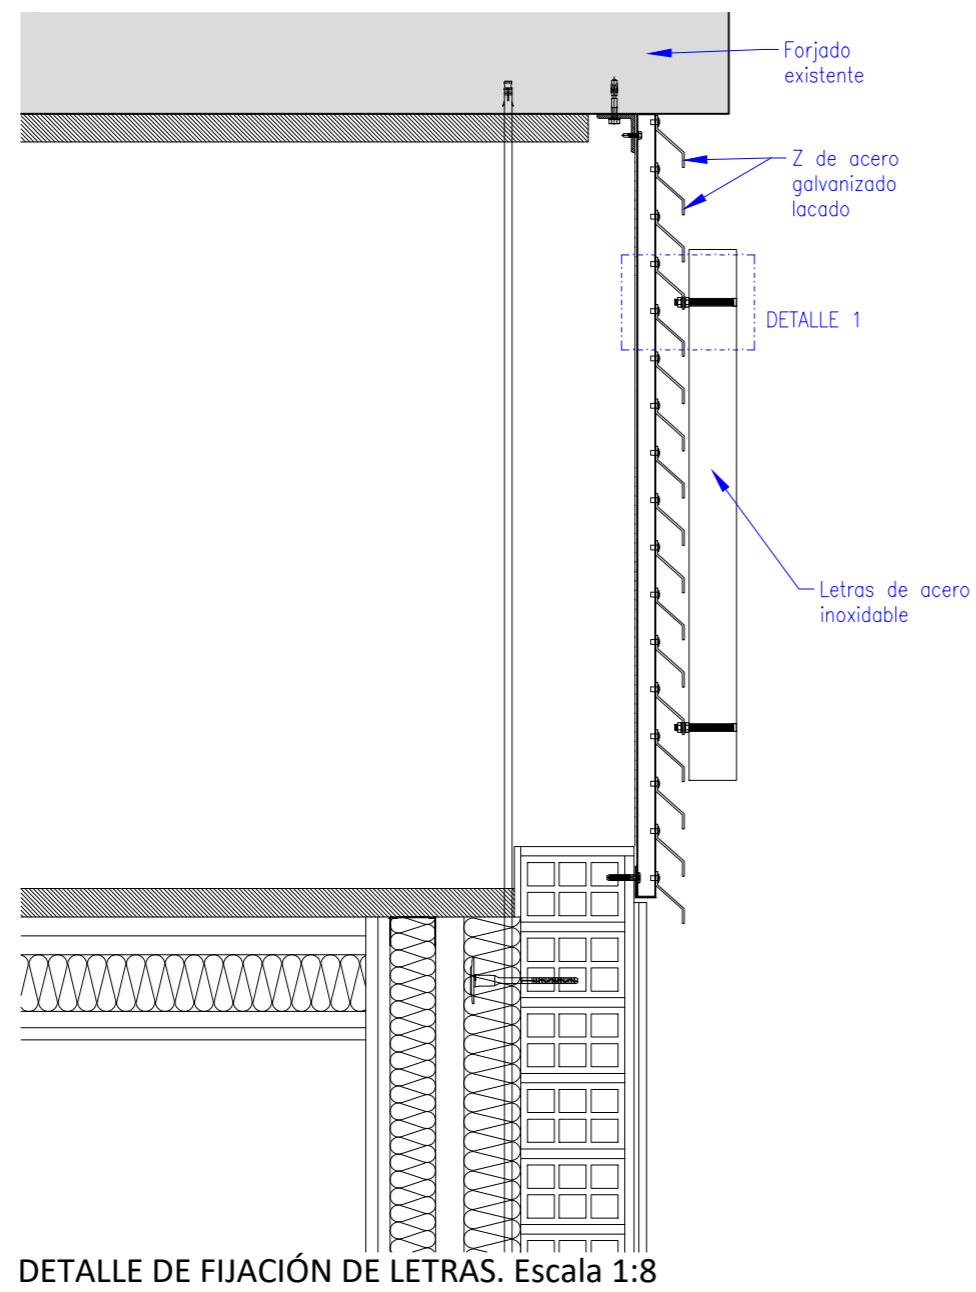 Forjado
existente
Z de acero
galvanizado
lacado
DETALLE 1
Letras de acero
inoxidable
DETALLE DE FIJACIÓN DE LETRAS. Escala 1:8